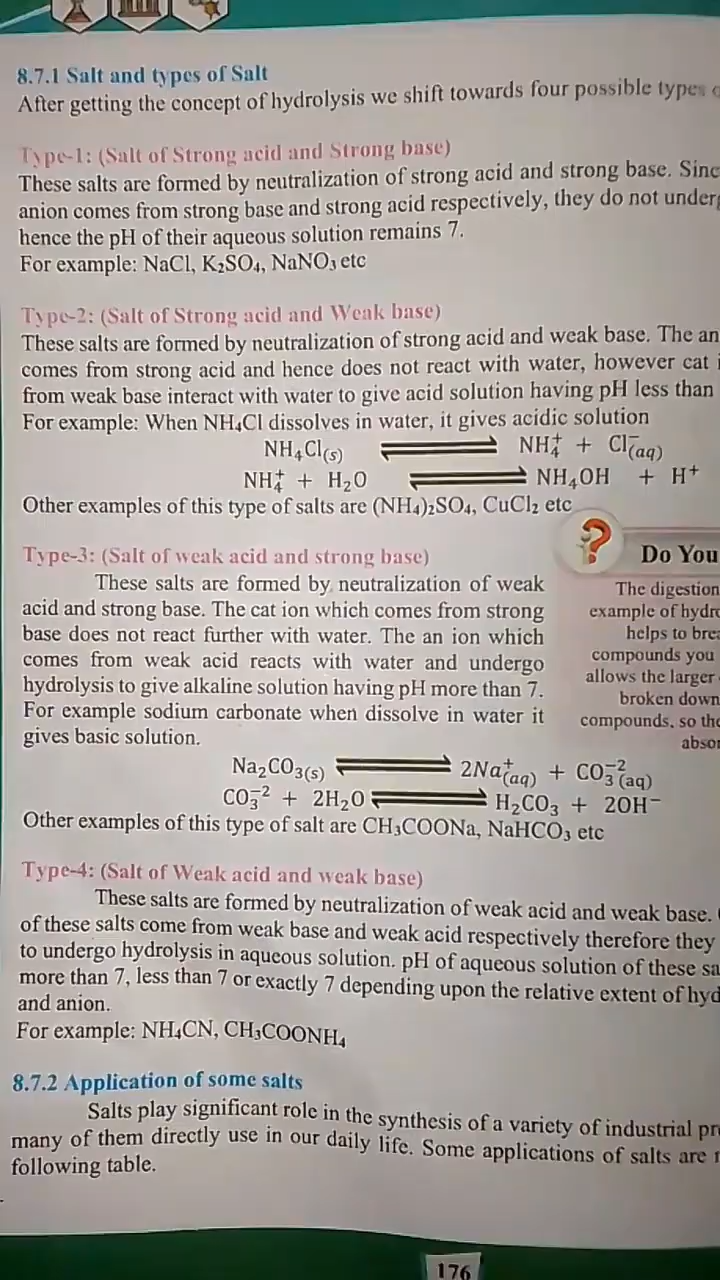 8.7.1 Salt and types of Salt
After getting the concept of hydrolysis we shift towards four possible types
Type-1: (Salt of Strong acid and Strong base)
These salts are formed by neutralization of strong acid and strong base. Sinc
anion comes from strong base and strong acid respectively, they do not under
hence the pH of their aqueous solution remains 7.
For example: NaCl, K₂SO₄, NaNO₃ etc
Type-2: (Salt of Strong acid and Weak base)
These salts are formed by neutralization of strong acid and weak base. The an
comes from strong acid and hence does not react with water, however cat i
from weak base interact with water to give acid solution having pH less than
For example: When NH₄Cl dissolves in water, it gives acidic solution
NH₄Cl₍s₎ ⇌ NH₄⁺ + Cl⁻(aq)
NH₄⁺ + H₂O ⇌ NH₄OH + H⁺
Other examples of this type of salts are (NH₄)₂SO₄, CuCl₂ etc
Type-3: (Salt of weak acid and strong base)
These salts are formed by neutralization of weak
acid and strong base. The cat ion which comes from strong
base does not react further with water. The an ion which
comes from weak acid reacts with water and undergo
hydrolysis to give alkaline solution having pH more than 7.
For example sodium carbonate when dissolve in water it
gives basic solution.
? Do You
The digestion
example of hydro
helps to brea
compounds you
allows the larger
broken down
compounds, so the
absor
Na₂CO₃(s) ⇌ 2Na⁺(aq) + CO₃⁻²(aq)
CO₃⁻² + 2H₂O ⇌ H₂CO₃ + 2OH⁻
Other examples of this type of salt are CH₃COONa, NaHCO₃ etc
Type-4: (Salt of Weak acid and weak base)
These salts are formed by neutralization of weak acid and weak base.
of these salts come from weak base and weak acid respectively therefore they
to undergo hydrolysis in aqueous solution. pH of aqueous solution of these sa
more than 7, less than 7 or exactly 7 depending upon the relative extent of hyd
and anion.
For example: NH₄CN, CH₃COONH₄
8.7.2 Application of some salts
Salts play significant role in the synthesis of a variety of industrial pr
many of them directly use in our daily life. Some applications of salts are
following table.
176